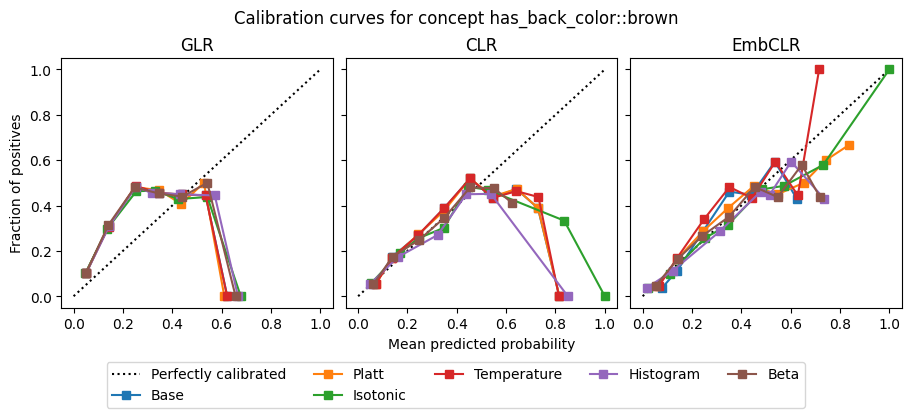 Calibration curves for concept has_back_color::brown
GLR
CLR
EmbCLR
Fraction of positives
1.0
0.8
0.6
0.4
0.2
0.0
0.0 0.2 0.4 0.6 0.8 1.0
0.0 0.2 0.4 0.6 0.8 1.0
0.0 0.2 0.4 0.6 0.8 1.0
Mean predicted probability
Perfectly calibrated Platt Temperature Histogram Beta
Base Isotonic